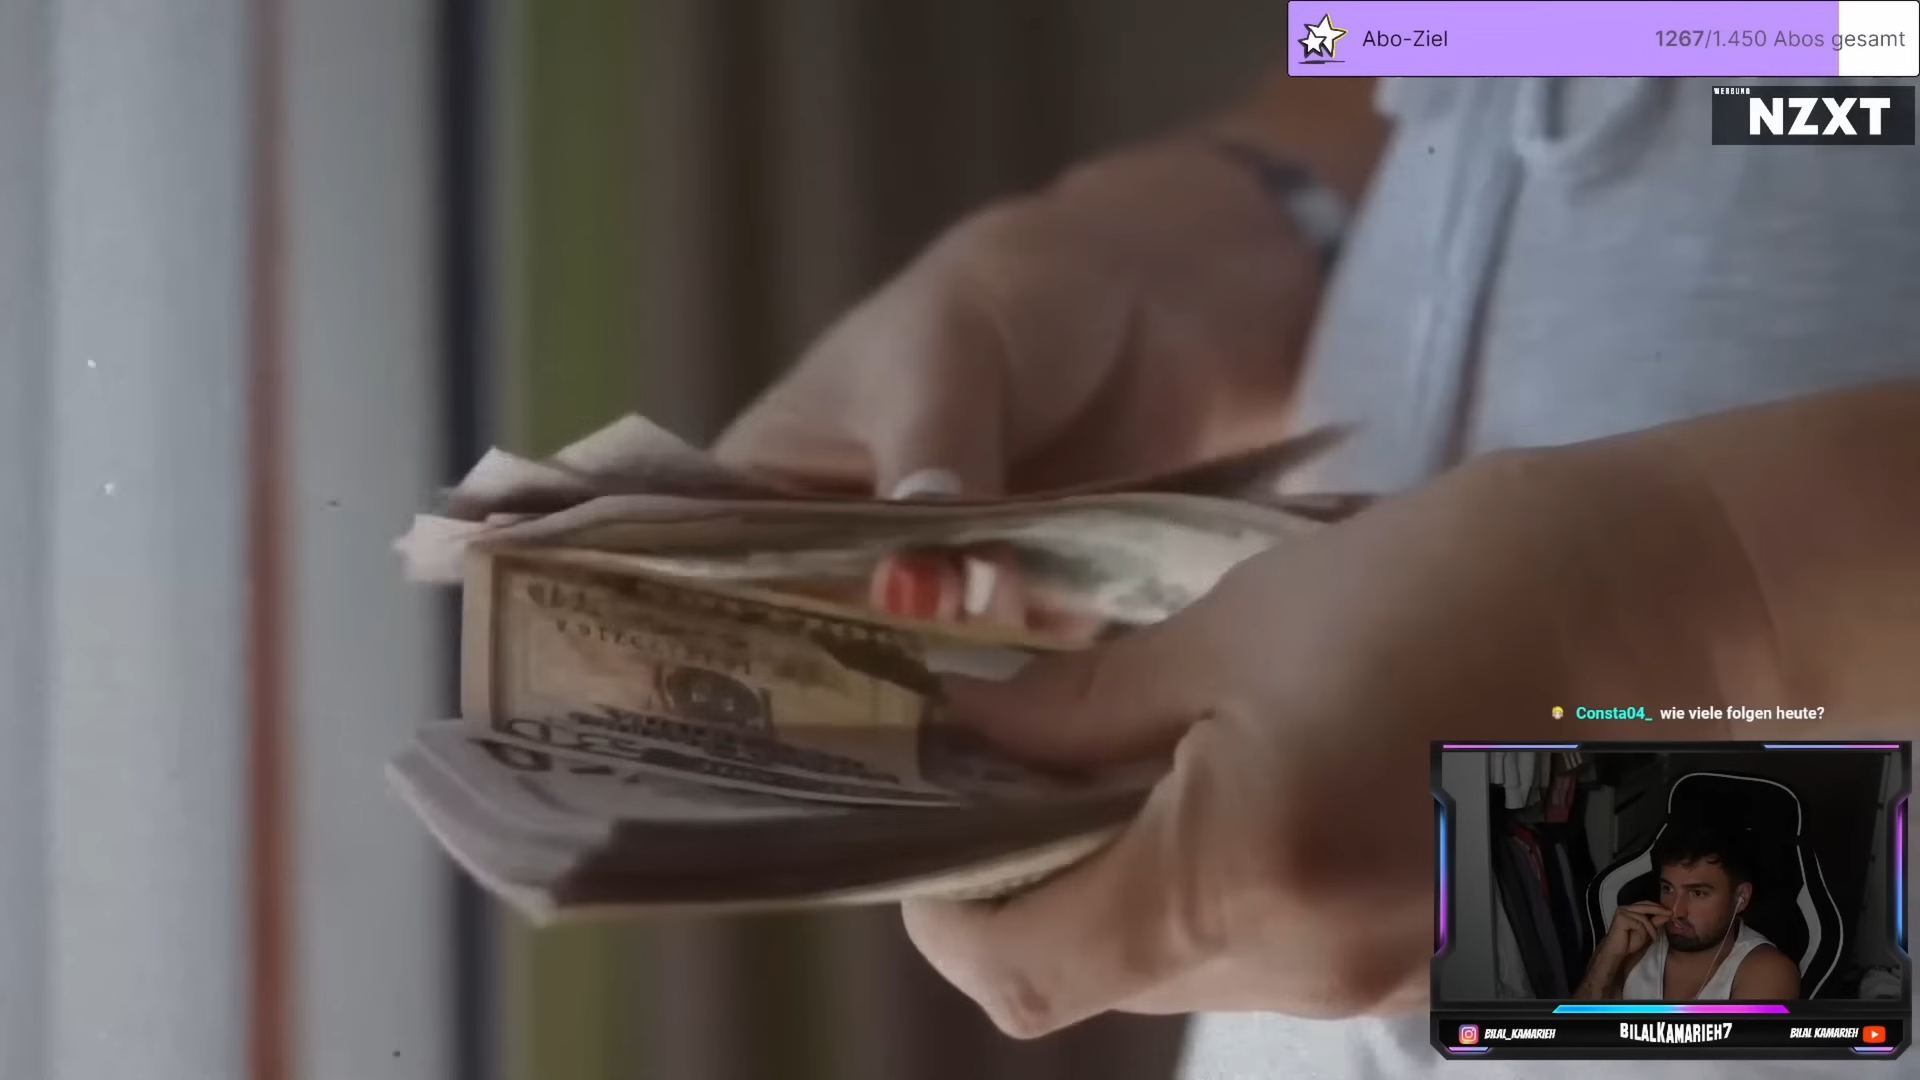 Abo-Ziel 1267/1.450 Abos gesamt
WERBUNG
NZXT
Consta04_ wie viele folgen heute?
BILAL_KAMARIEH BILALKAMARIEH7 BILAL KAMARIEH